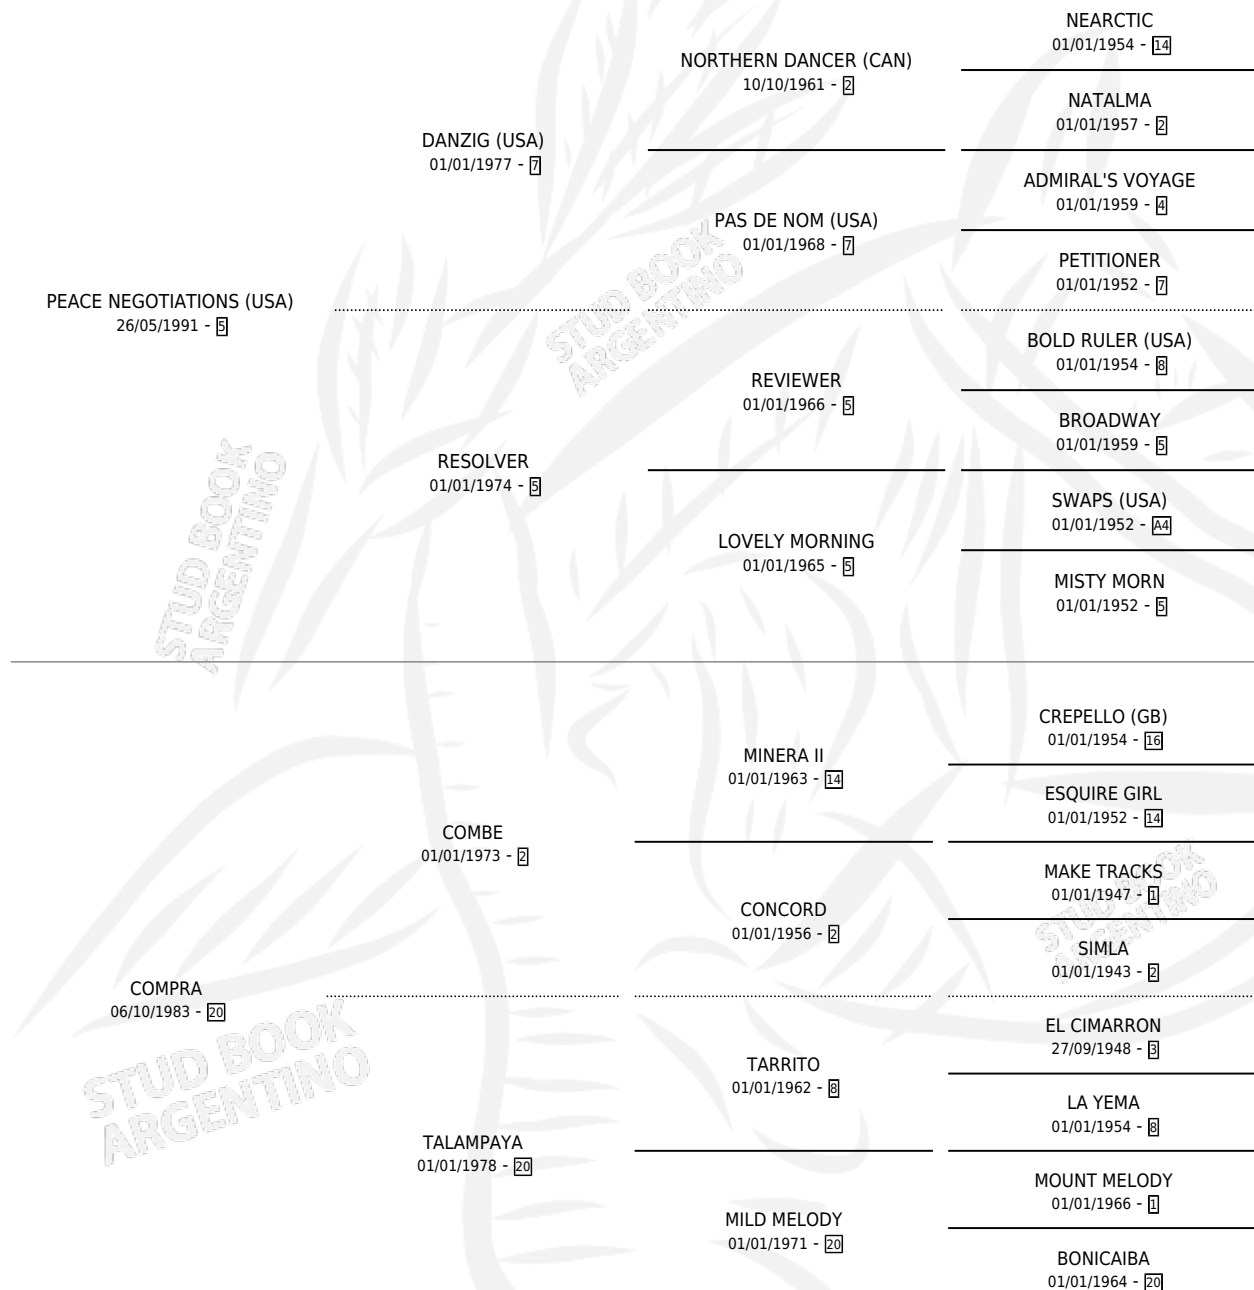 NEARCTIC
01/01/1954 - 14
NORTHERN DANCER (CAN)
10/10/1961 - 2
NATALMA
01/01/1957 - 2
DANZIG (USA)
01/01/1977 - 7
ADMIRAL'S VOYAGE
01/01/1959 - 4
PAS DE NOM (USA)
01/01/1968 - 7
PETITIONER
01/01/1952 - 7
PEACE NEGOTIATIONS (USA)
26/05/1991 - 5
BOLD RULER (USA)
01/01/1954 - 8
REVIEWER
01/01/1966 - 5
BROADWAY
01/01/1959 - 5
RESOLVER
01/01/1974 - 5
SWAPS (USA)
01/01/1952 - A4
LOVELY MORNING
01/01/1965 - 5
MISTY MORN
01/01/1952 - 5
CREPELLO (GB)
01/01/1954 - 16
MINERA II
01/01/1963 - 14
ESQUIRE GIRL
01/01/1952 - 14
COMBE
01/01/1973 - 2
MAKE TRACKS
01/01/1947 - 1
CONCORD
01/01/1956 - 2
SIMLA
01/01/1943 - 2
COMPRA
06/10/1983 - 20
EL CIMARRON
27/09/1948 - 3
TARRITO
01/01/1962 - 8
LA YEMA
01/01/1954 - 8
TALAMPAYA
01/01/1978 - 20
MOUNT MELODY
01/01/1966 - 1
MILD MELODY
01/01/1971 - 20
BONICAIBA
01/01/1964 - 20
STUD BOOK
ARGENTINO
STUD BOOK
ARGENTINO
STUD BOOK
ARGENTINO
STUD BOOK
ARGENTINO